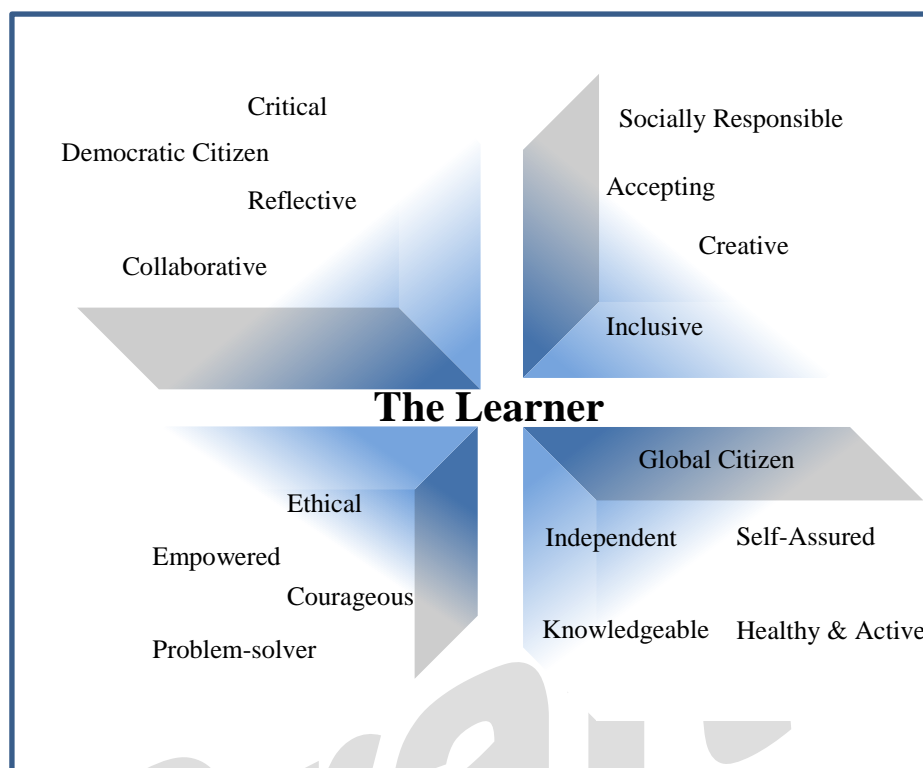 Critical
Democratic Citizen
Reflective
Collaborative
Socially Responsible
Accepting
Creative
Inclusive
The Learner
Ethical
Empowered
Courageous
Problem-solver
Global Citizen
Independent
Self-Assured
Knowledgeable
Healthy & Active